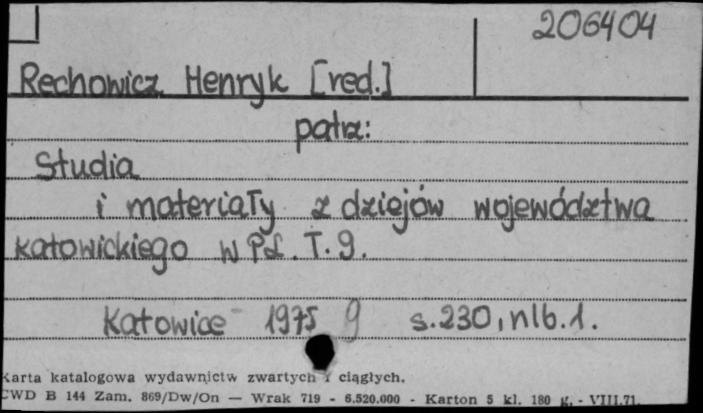 206404
Rechowicz Henryk [red.]
patrz:
Studia
i materiały z dziejów województwa
katowickiego w PL. T. 9.
Katowice 1975 9 s. 230, nlb. 1.
Karta katalogowa wydawnictw zwartych i ciągłych.
CWD B 144 Zam. 869/Dw/On — Wrak 719 - 6.520.000 - Karton 5 kl. 180 g. - VIII.71.